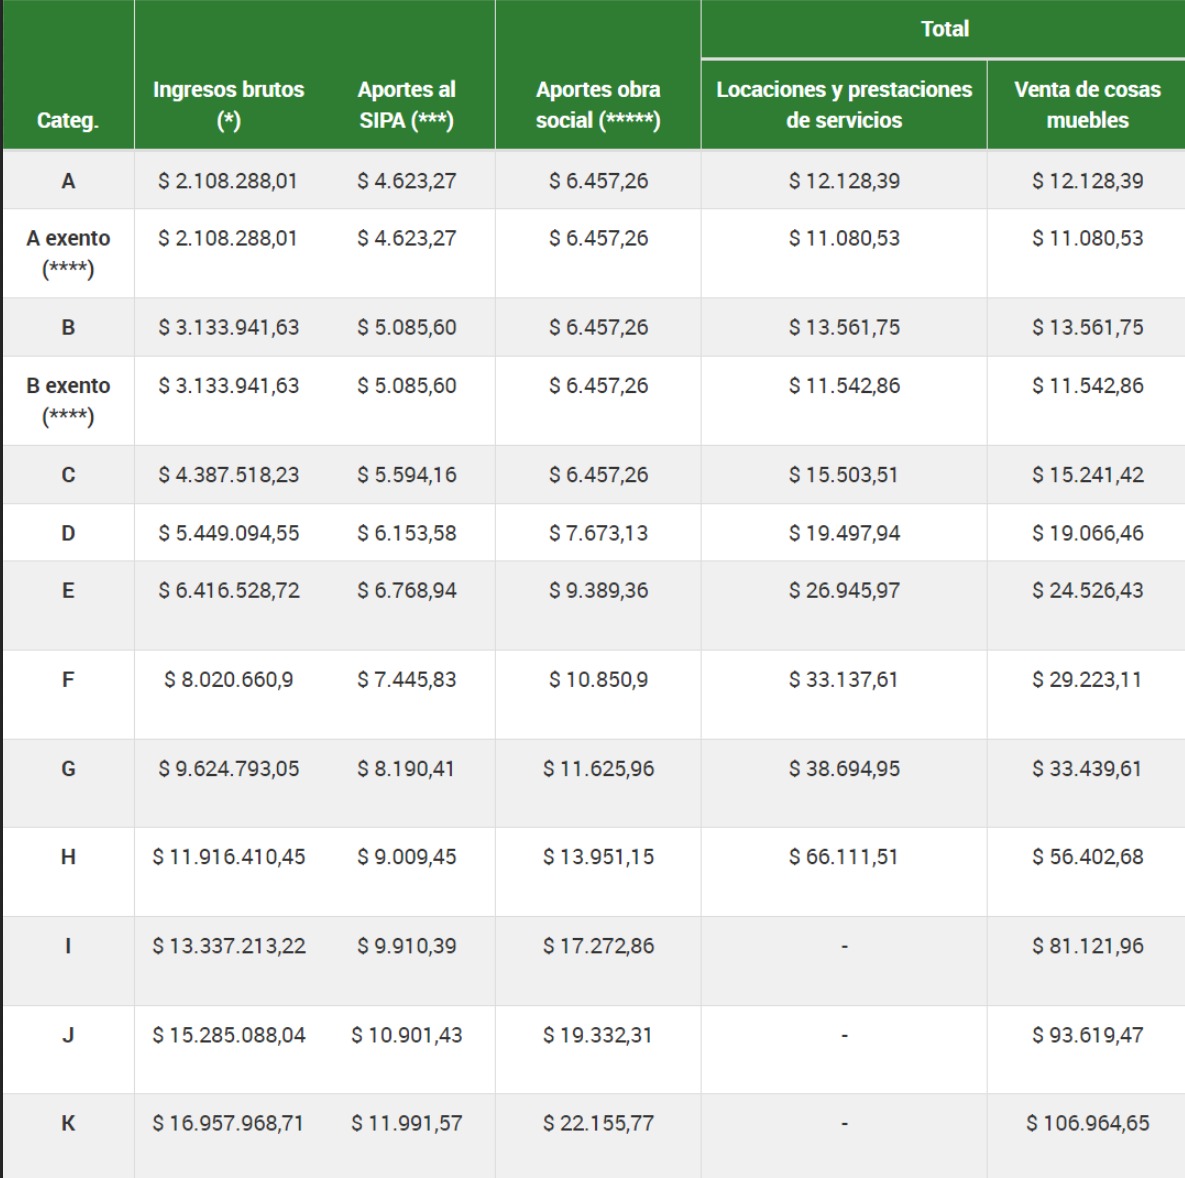 Total
Ingresos brutos Aportes al Aportes obra Locaciones y prestaciones Venta de cosas
Categ. (*) SIPA (***) social (*****) de servicios muebles
A $ 2.108.288,01 $ 4.623,27 $ 6.457,26 $ 12.128,39 $ 12.128,39
A exento $ 2.108.288,01 $ 4.623,27 $ 6.457,26 $ 11.080,53 $ 11.080,53
(****)
B $ 3.133.941,63 $ 5.085,60 $ 6.457,26 $ 13.561,75 $ 13.561,75
B exento $ 3.133.941,63 $ 5.085,60 $ 6.457,26 $ 11.542,86 $ 11.542,86
(****)
C $ 4.387.518,23 $ 5.594,16 $ 6.457,26 $ 15.503,51 $ 15.241,42
D $ 5.449.094,55 $ 6.153,58 $ 7.673,13 $ 19.497,94 $ 19.066,46
E $ 6.416.528,72 $ 6.768,94 $ 9.389,36 $ 26.945,97 $ 24.526,43
F $ 8.020.660,9 $ 7.445,83 $ 10.850,9 $ 33.137,61 $ 29.223,11
G $ 9.624.793,05 $ 8.190,41 $ 11.625,96 $ 38.694,95 $ 33.439,61
H $ 11.916.410,45 $ 9.009,45 $ 13.951,15 $ 66.111,51 $ 56.402,68
I $ 13.337.213,22 $ 9.910,39 $ 17.272,86 - $ 81.121,96
J $ 15.285.088,04 $ 10.901,43 $ 19.332,31 - $ 93.619,47
K $ 16.957.968,71 $ 11.991,57 $ 22.155,77 - $ 106.964,65